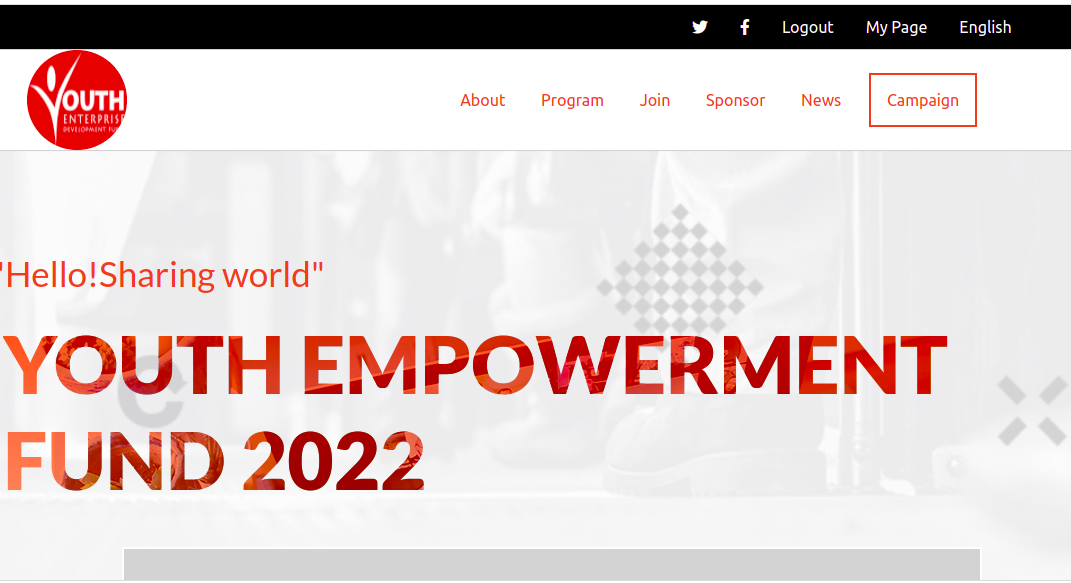 Logout My Page English
YOUTH
ENTERPRISE
DEVELOPMENT FUND
About Program Join Sponsor News Campaign
"Hello!Sharing world"
YOUTH EMPOWERMENT
FUND 2022